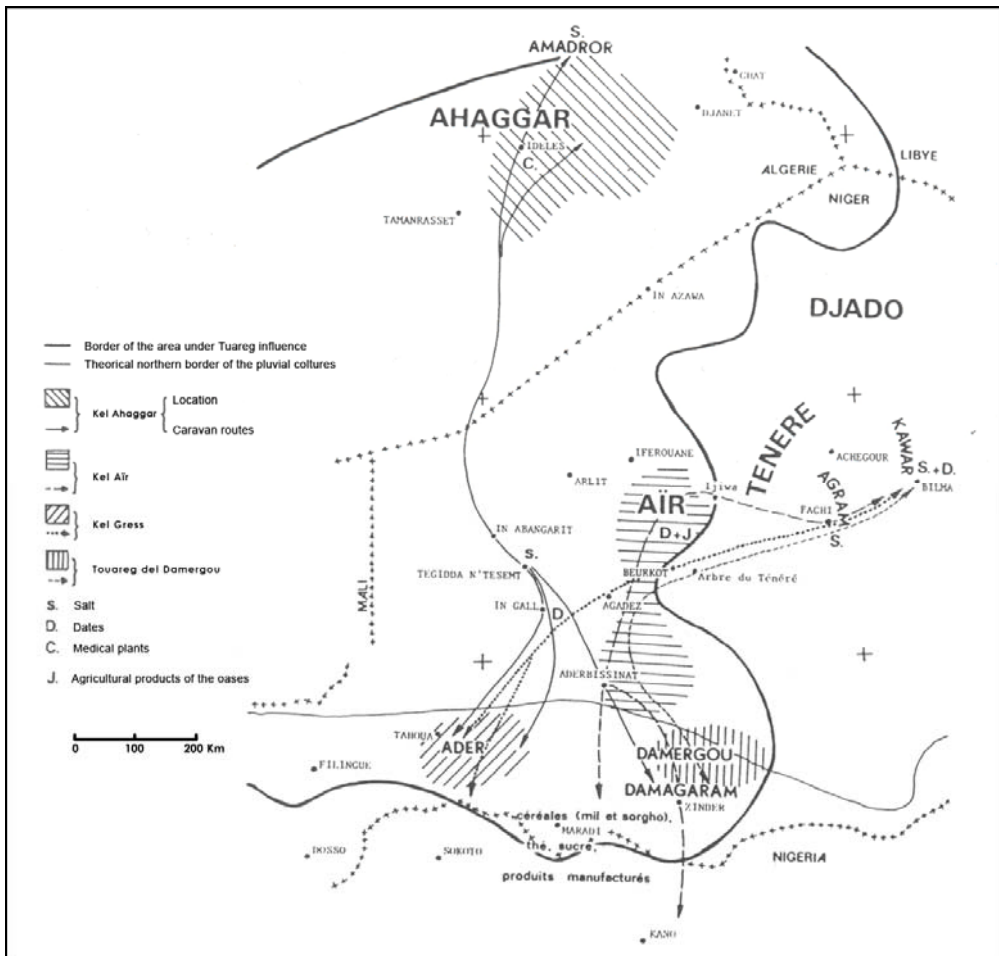 S.
AMADROR
GHAT
AHAGGAR
DJANET
IDELES
C.
ALGERIE
LIBYE
NIGER
TAMANRASSET
IN AZAWA
DJADO
Border of the area under Tuareg influence
Theorical northern border of the pluvial coltures
Kel Ahaggar
Location
Caravan routes
Kel Aïr
Kel Gress
Touareg del Damergou
S. Salt
D. Dates
C. Medical plants
J. Agricultural products of the oases
0 100 200 Km
TENERE
KAWAR
IFEROUANE
ACHEGOUR
ARLIT
S.+D.
BILMA
Ijiwa
AGRAM
AÏR
FACHI
S.
D+J
IN ABANGARIT
S.
TEGIDDA N'TESEMT
BEURKOT
Arbre du Ténéré
MALI
IN GALL
D
AGADEZ
ADERBISSINAT
TAHOUA
ADER
DAMERGOU
FILINGUE
DAMAGARAM
ZINDER
céréales (mil et sorgho),
MARADI
thé, sucre,
DOSSO
SOKOTO
NIGERIA
produits manufacturés
KANO